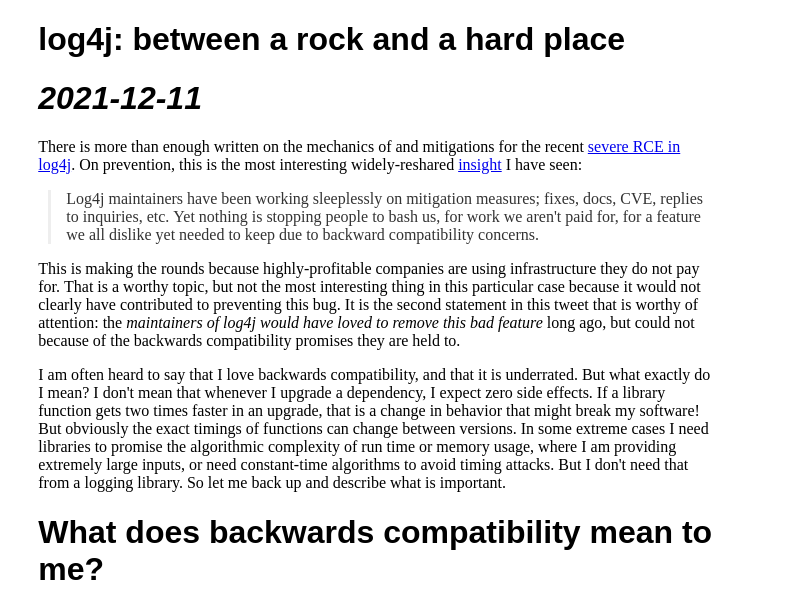 log4j: between a rock and a hard place
2021-12-11
There is more than enough written on the mechanics of and mitigations for the recent severe RCE in
log4j. On prevention, this is the most interesting widely-reshared insight I have seen:
Log4j maintainers have been working sleeplessly on mitigation measures; fixes, docs, CVE, replies
to inquiries, etc. Yet nothing is stopping people to bash us, for work we aren't paid for, for a feature
we all dislike yet needed to keep due to backward compatibility concerns.
This is making the rounds because highly-profitable companies are using infrastructure they do not pay
for. That is a worthy topic, but not the most interesting thing in this particular case because it would not
clearly have contributed to preventing this bug. It is the second statement in this tweet that is worthy of
attention: the maintainers of log4j would have loved to remove this bad feature long ago, but could not
because of the backwards compatibility promises they are held to.
I am often heard to say that I love backwards compatibility, and that it is underrated. But what exactly do
I mean? I don't mean that whenever I upgrade a dependency, I expect zero side effects. If a library
function gets two times faster in an upgrade, that is a change in behavior that might break my software!
But obviously the exact timings of functions can change between versions. In some extreme cases I need
libraries to promise the algorithmic complexity of run time or memory usage, where I am providing
extremely large inputs, or need constant-time algorithms to avoid timing attacks. But I don't need that
from a logging library. So let me back up and describe what is important.
What does backwards compatibility mean to
me?